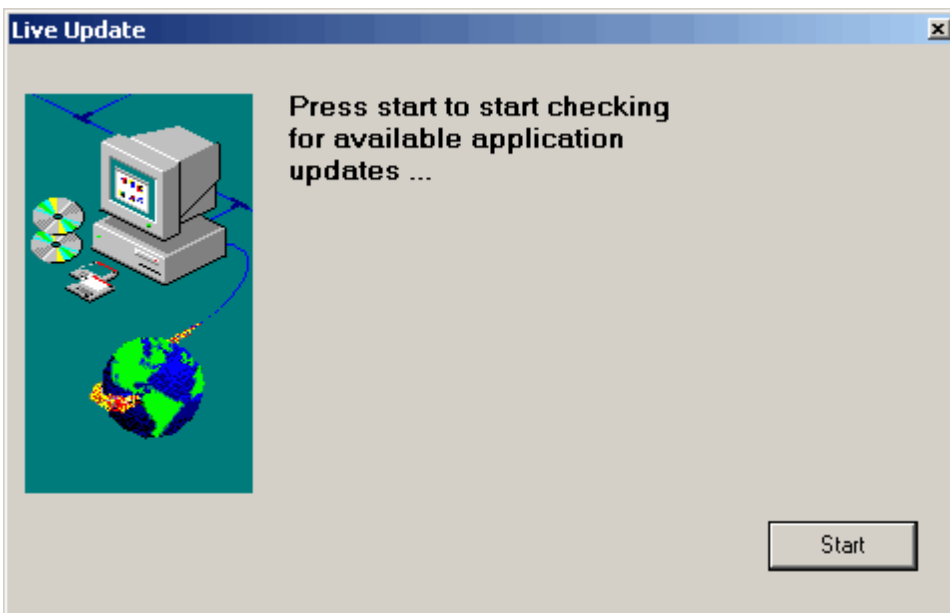 Live Update
Press start to start checking
for available application
updates ...
Start